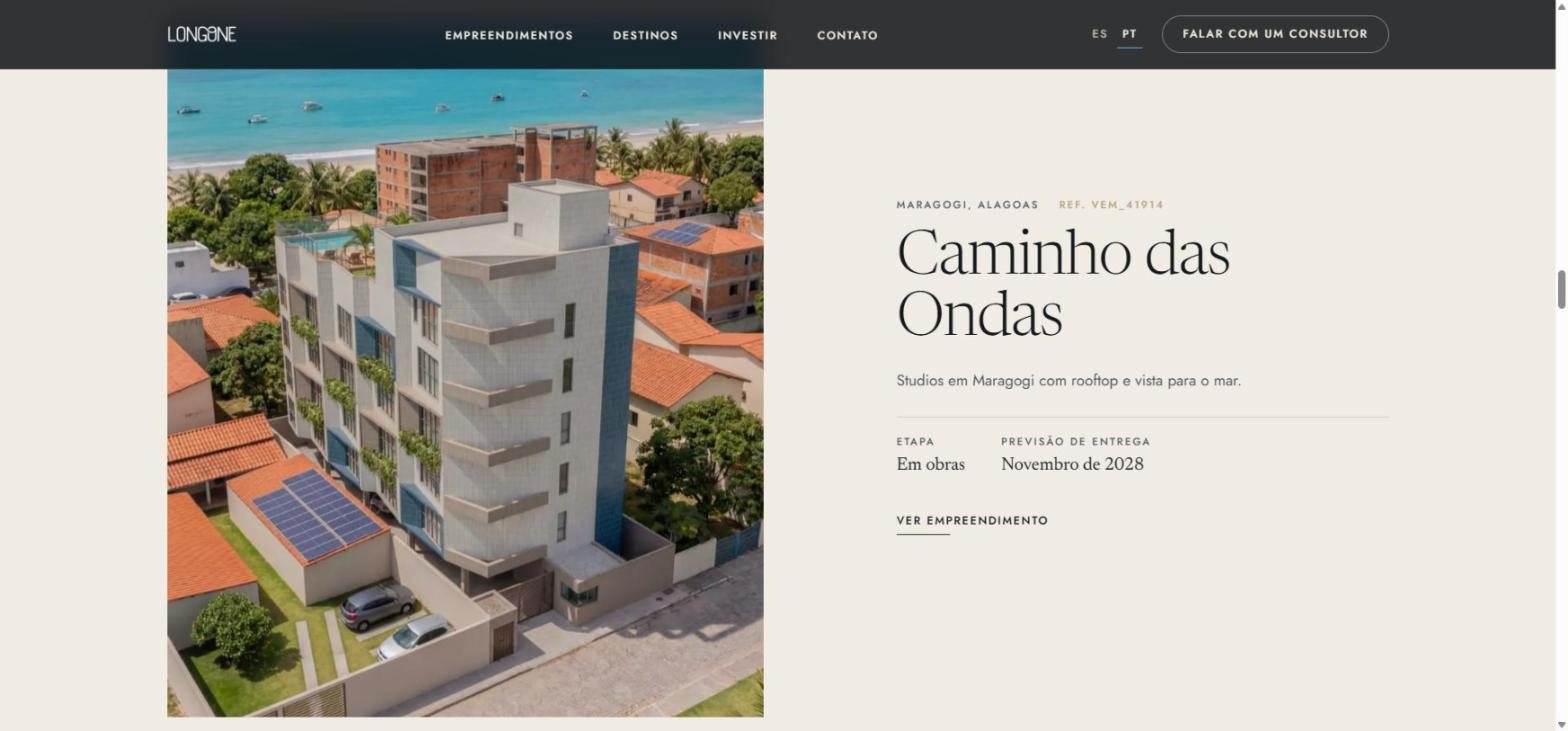 LONGONE
EMPREENDIMENTOS
DESTINOS
INVESTIR
CONTATO
ES
PT
FALAR COM UM CONSULTOR
MARAGOGI, ALAGOAS
REF. VEM_41914
Caminho das
Ondas
Studios em Maragogi com rooftop e vista para o mar.
ETAPA
PREVISÃO DE ENTREGA
Em obras
Novembro de 2028
VER EMPREENDIMENTO